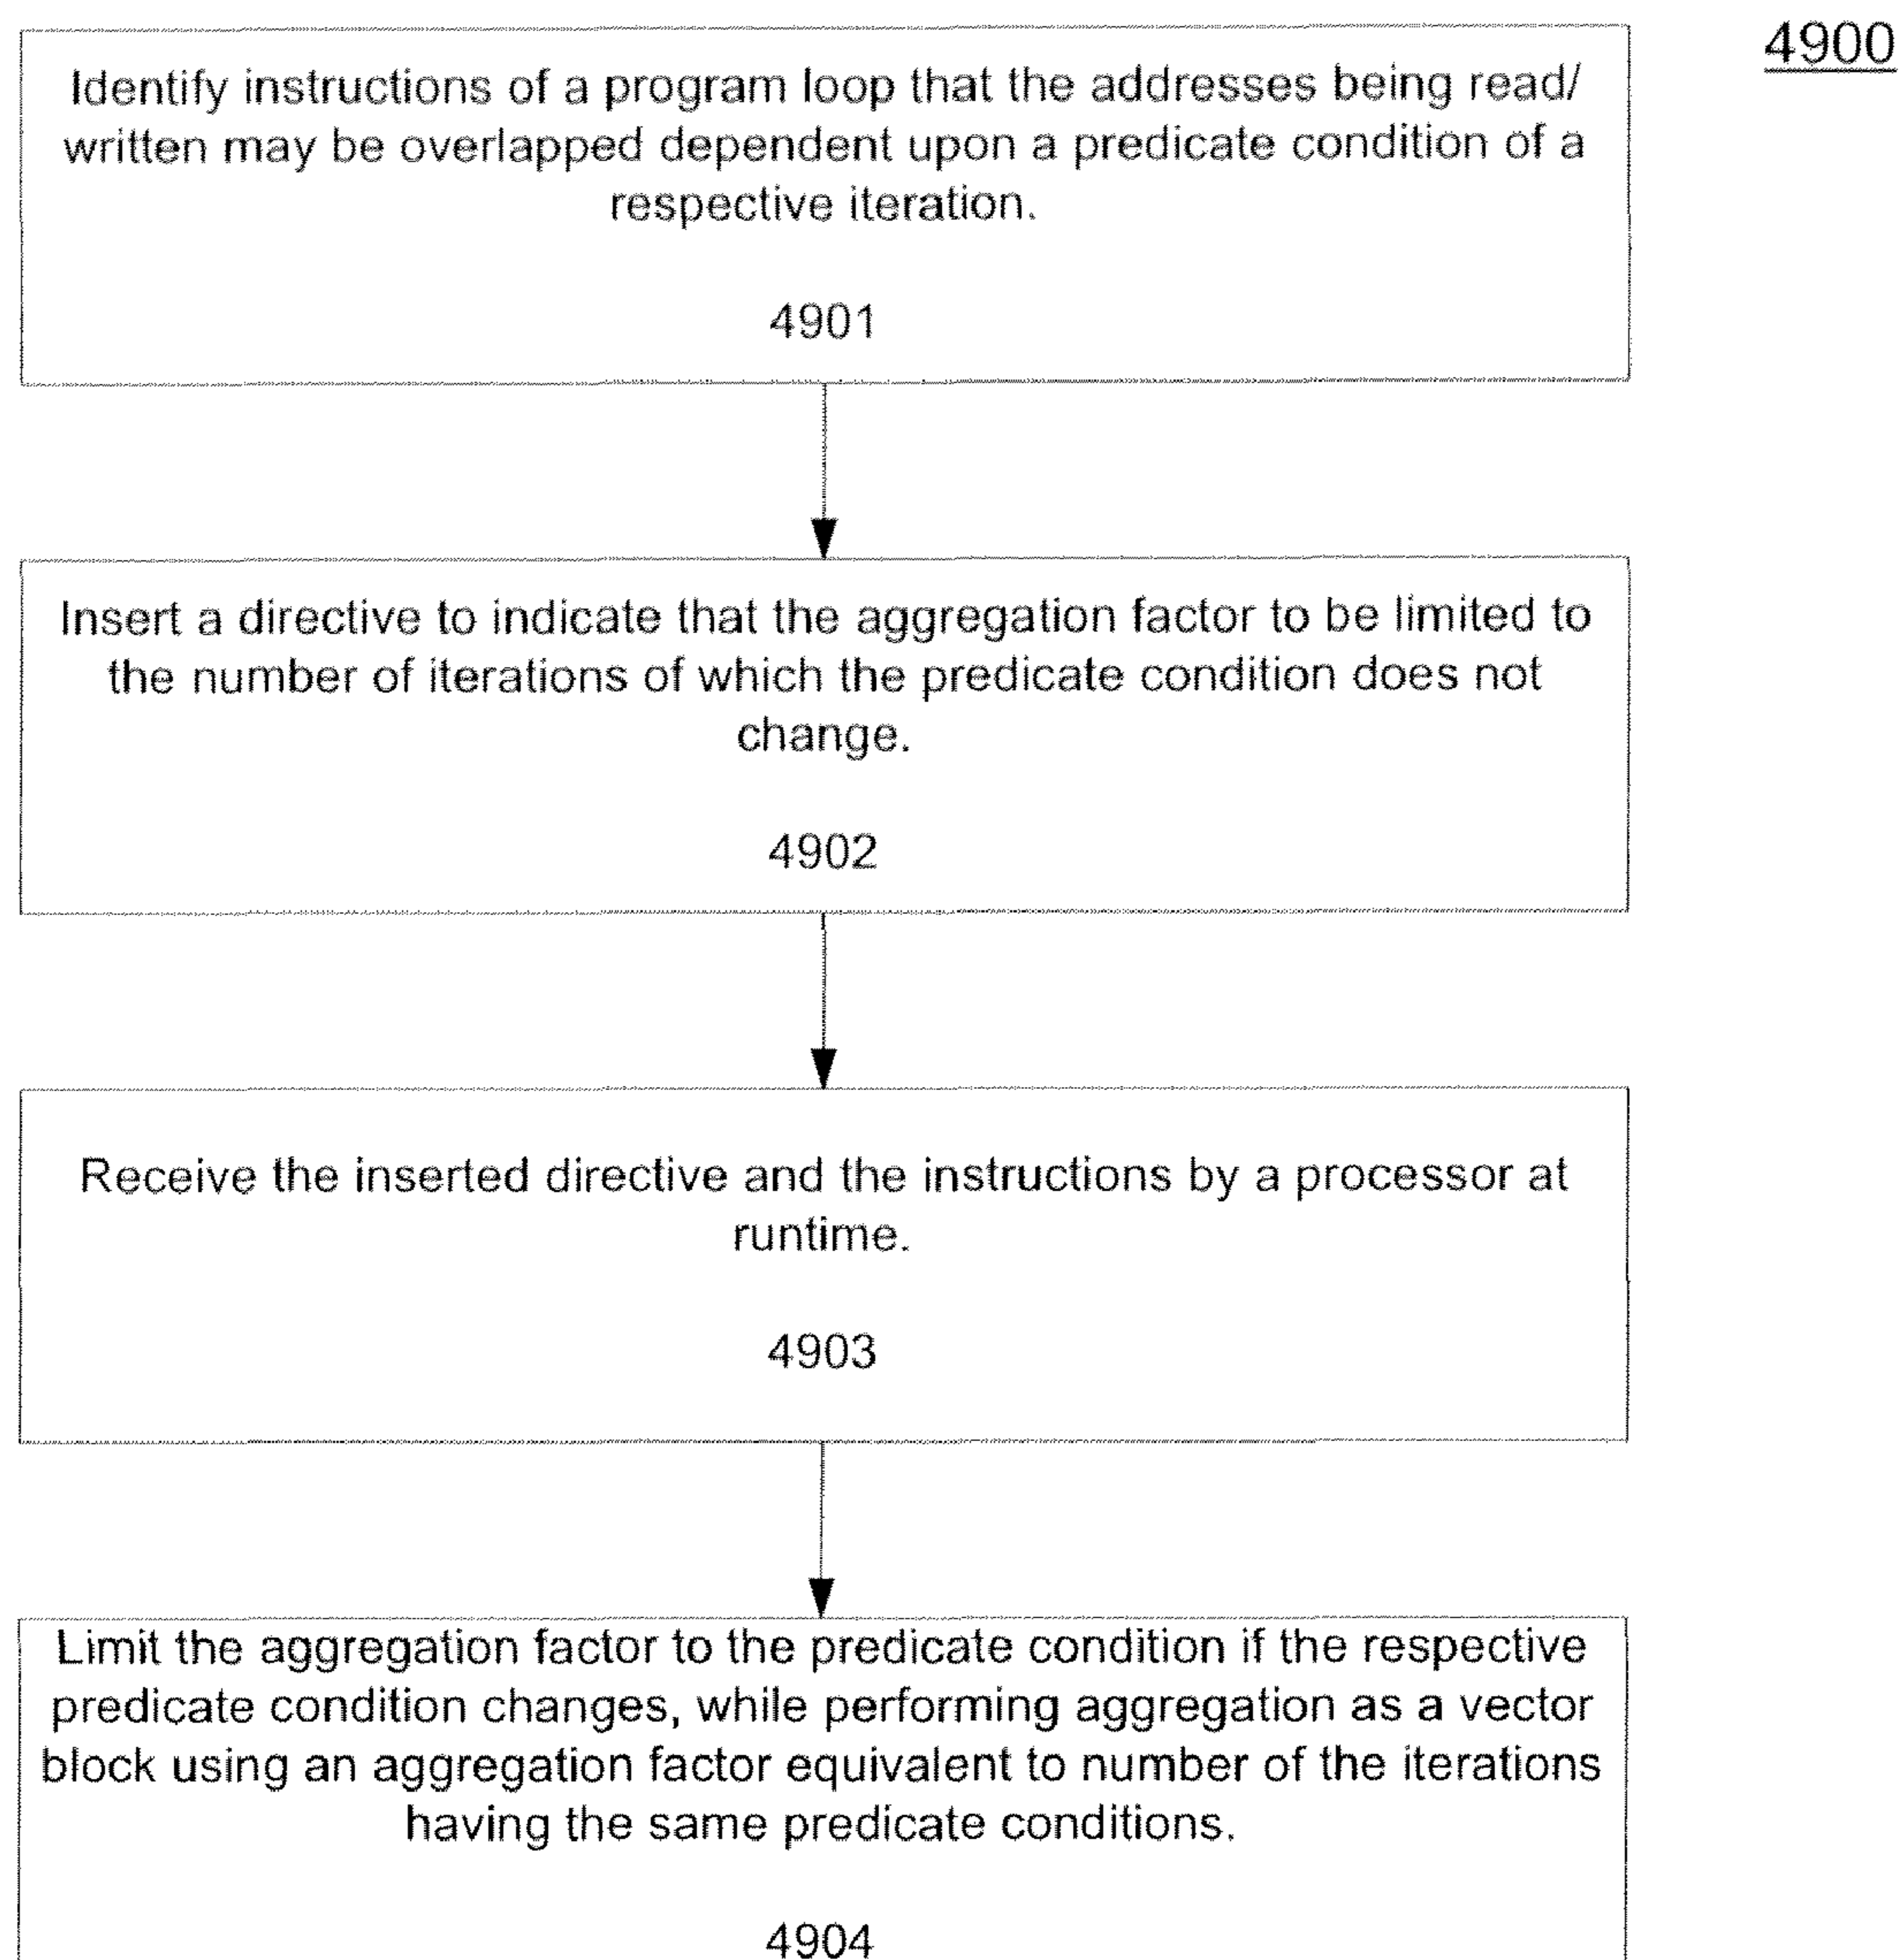 4900
Identify instructions of a program loop that the addresses being read/
written may be overlapped dependent upon a predicate condition of a
respective iteration.
4901
Insert a directive to indicate that the aggregation factor to be limited to
the number of iterations of which the predicate condition does not
change.
4902
Receive the inserted directive and the instructions by a processor at
runtime.
4903
Limit the aggregation factor to the predicate condition if the respective
predicate condition changes, while performing aggregation as a vector
block using an aggregation factor equivalent to number of the iterations
having the same predicate conditions.
4904